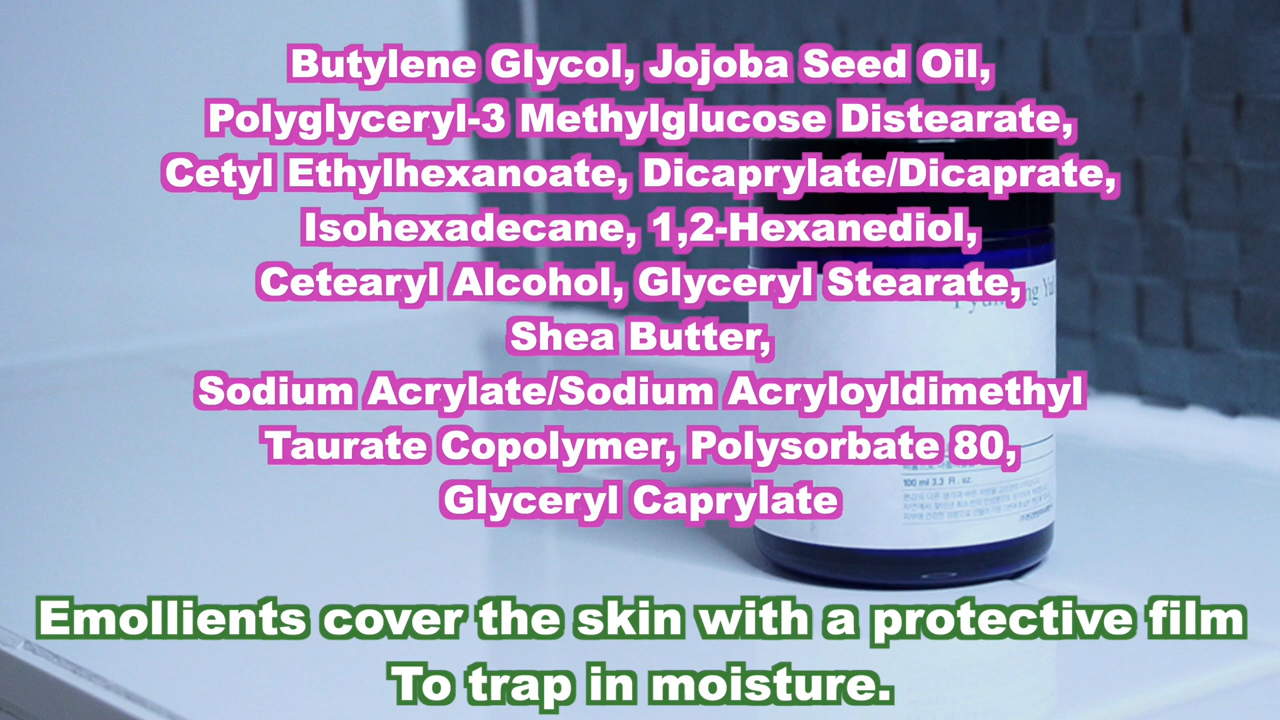 Butylene Glycol, Jojoba Seed Oil,
Polyglyceryl-3 Methylglucose Distearate,
Cetyl Ethylhexanoate, Dicaprylate/Dicaprate,
Isohexadecane, 1,2-Hexanediol,
Cetearyl Alcohol, Glyceryl Stearate,
Shea Butter,
Sodium Acrylate/Sodium Acryloyldimethyl
Taurate Copolymer, Polysorbate 80,
Glyceryl Caprylate
100 ml 3.3 Fl. oz.
Emollients cover the skin with a protective film
To trap in moisture.